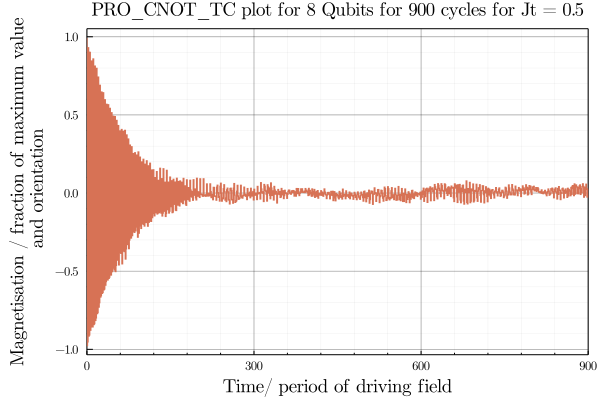 PRO_CNOT_TC plot for 8 Qubits for 900 cycles for Jt = 0.5
Magnetisation / fraction of maximum value
and orientation
1.0
0.5
0.0
−0.5
−1.0
0
300
600
900
Time/ period of driving field